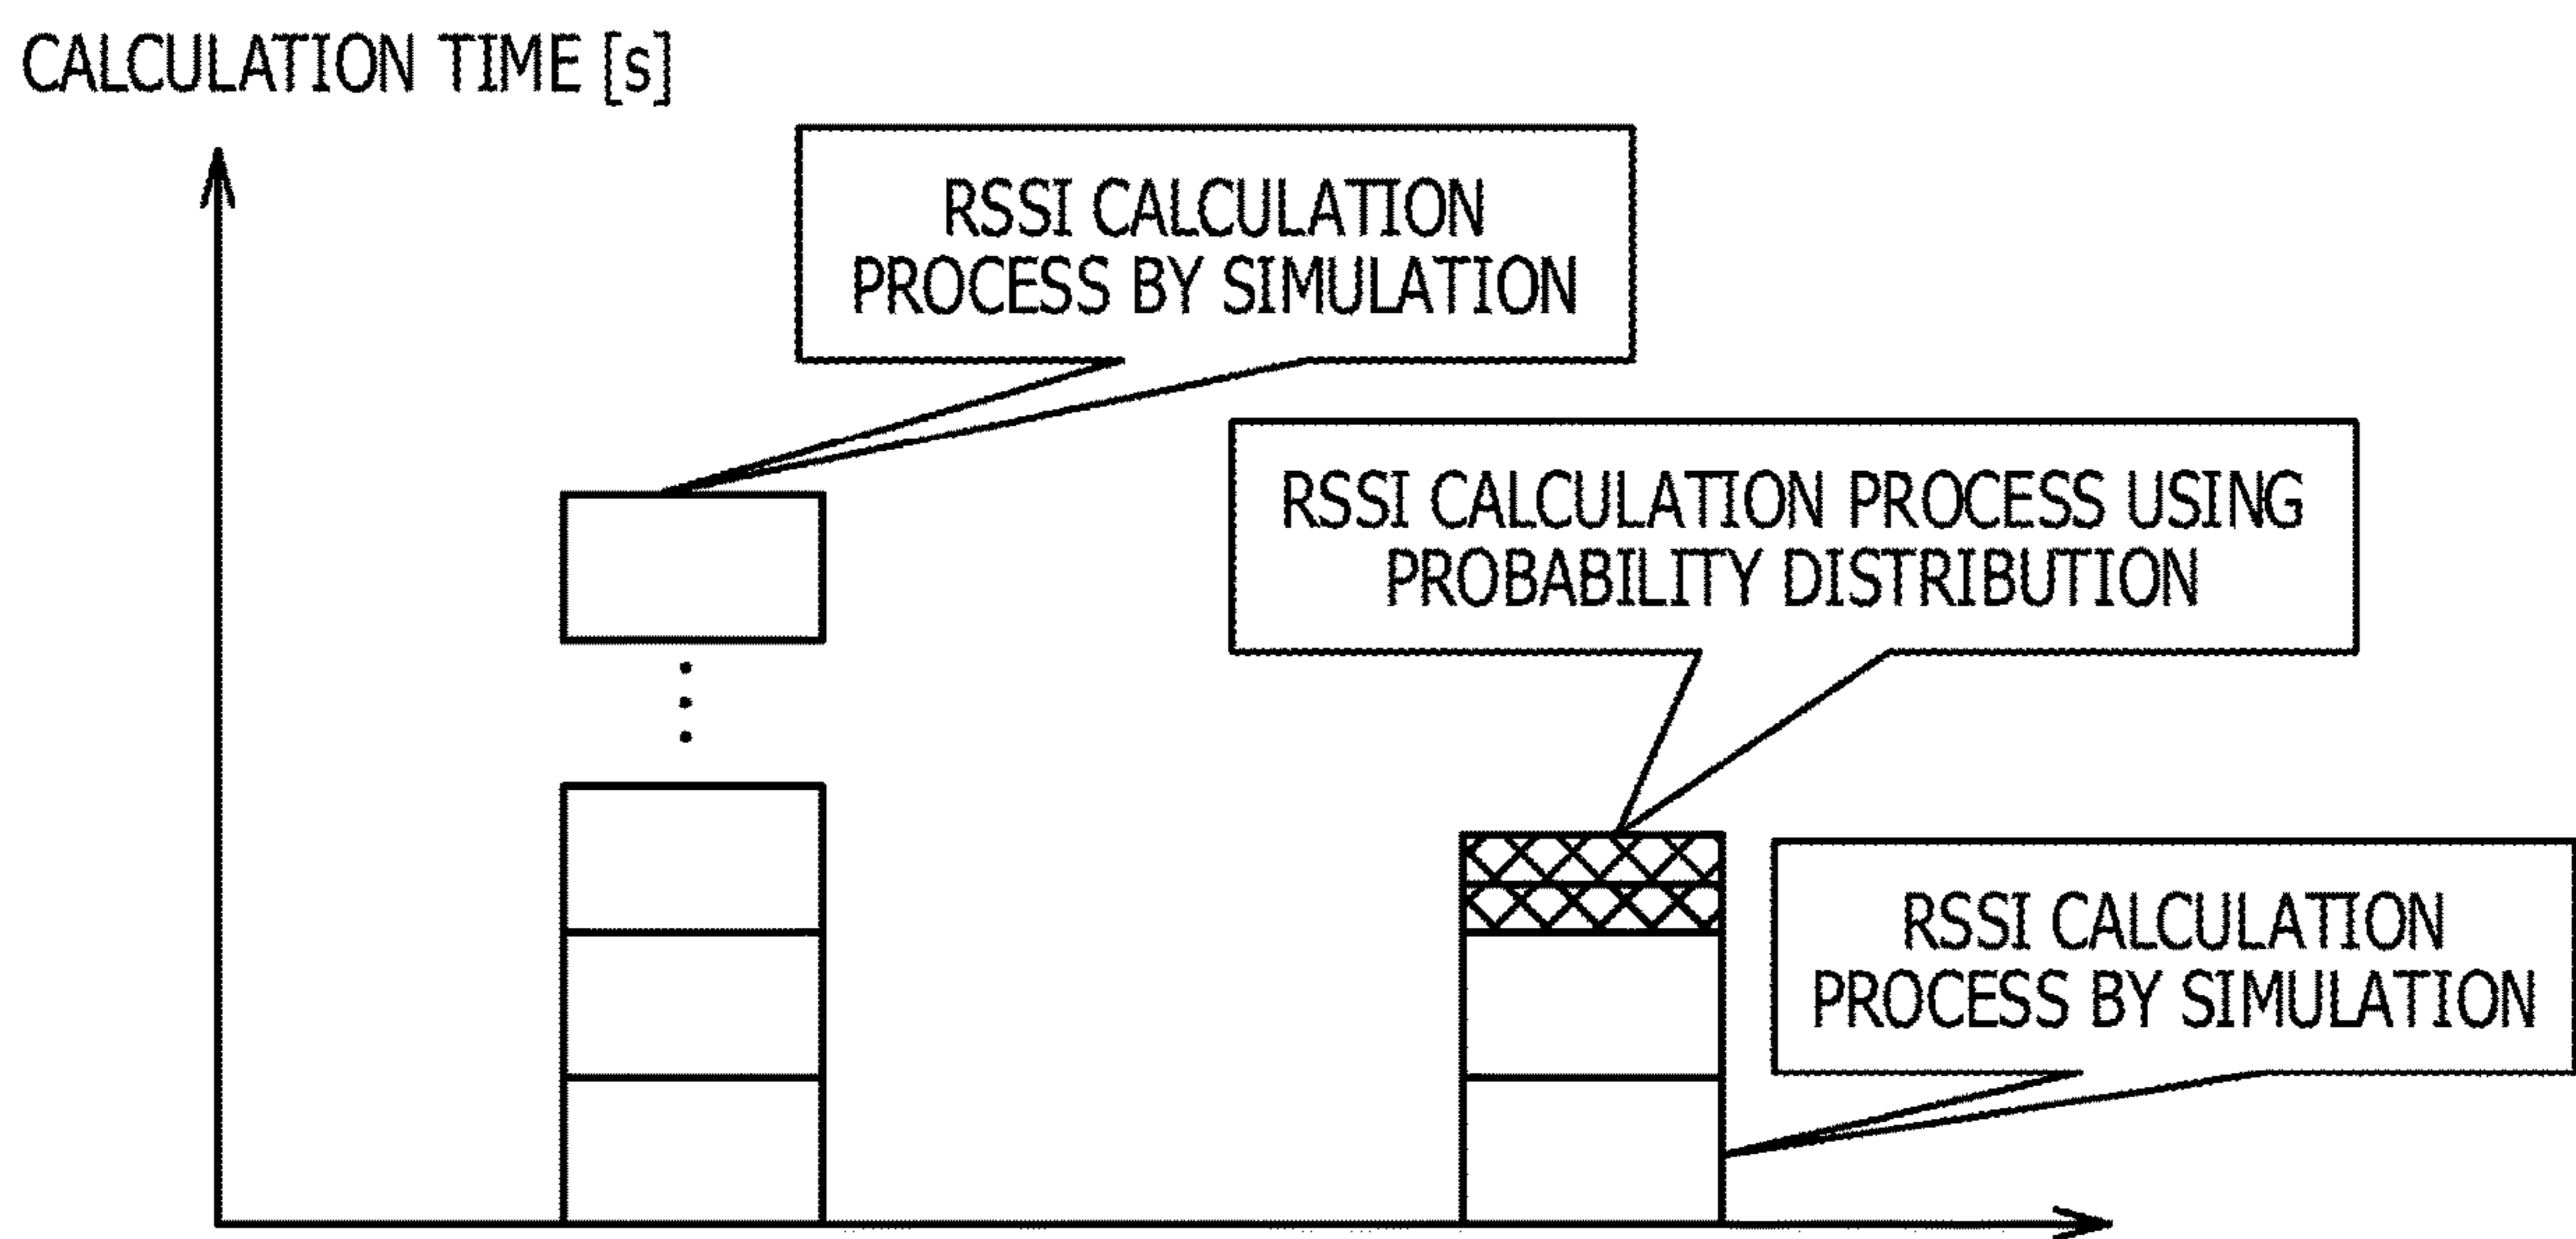 CALCULATION TIME [s]
RSSI CALCULATION
PROCESS BY SIMULATION
RSSI CALCULATION PROCESS USING
PROBABILITY DISTRIBUTION
RSSI CALCULATION
PROCESS BY SIMULATION